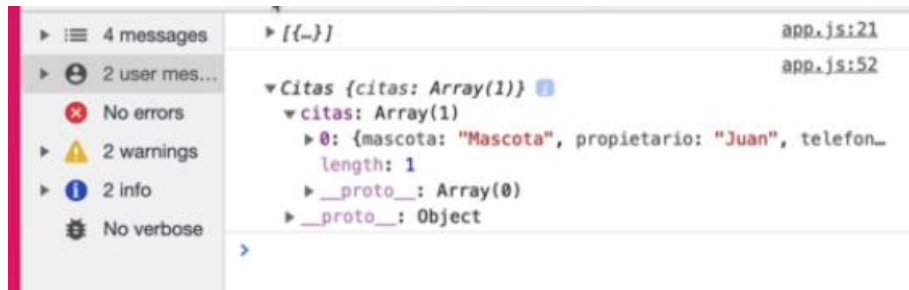 4 messages
2 user mes...
No errors
2 warnings
2 info
No verbose
[{…}]
app.js:21
app.js:52
Citas {citas: Array(1)} i
citas: Array(1)
0: {mascota: "Mascota", propietario: "Juan", telefon…
length: 1
__proto__: Array(0)
__proto__: Object